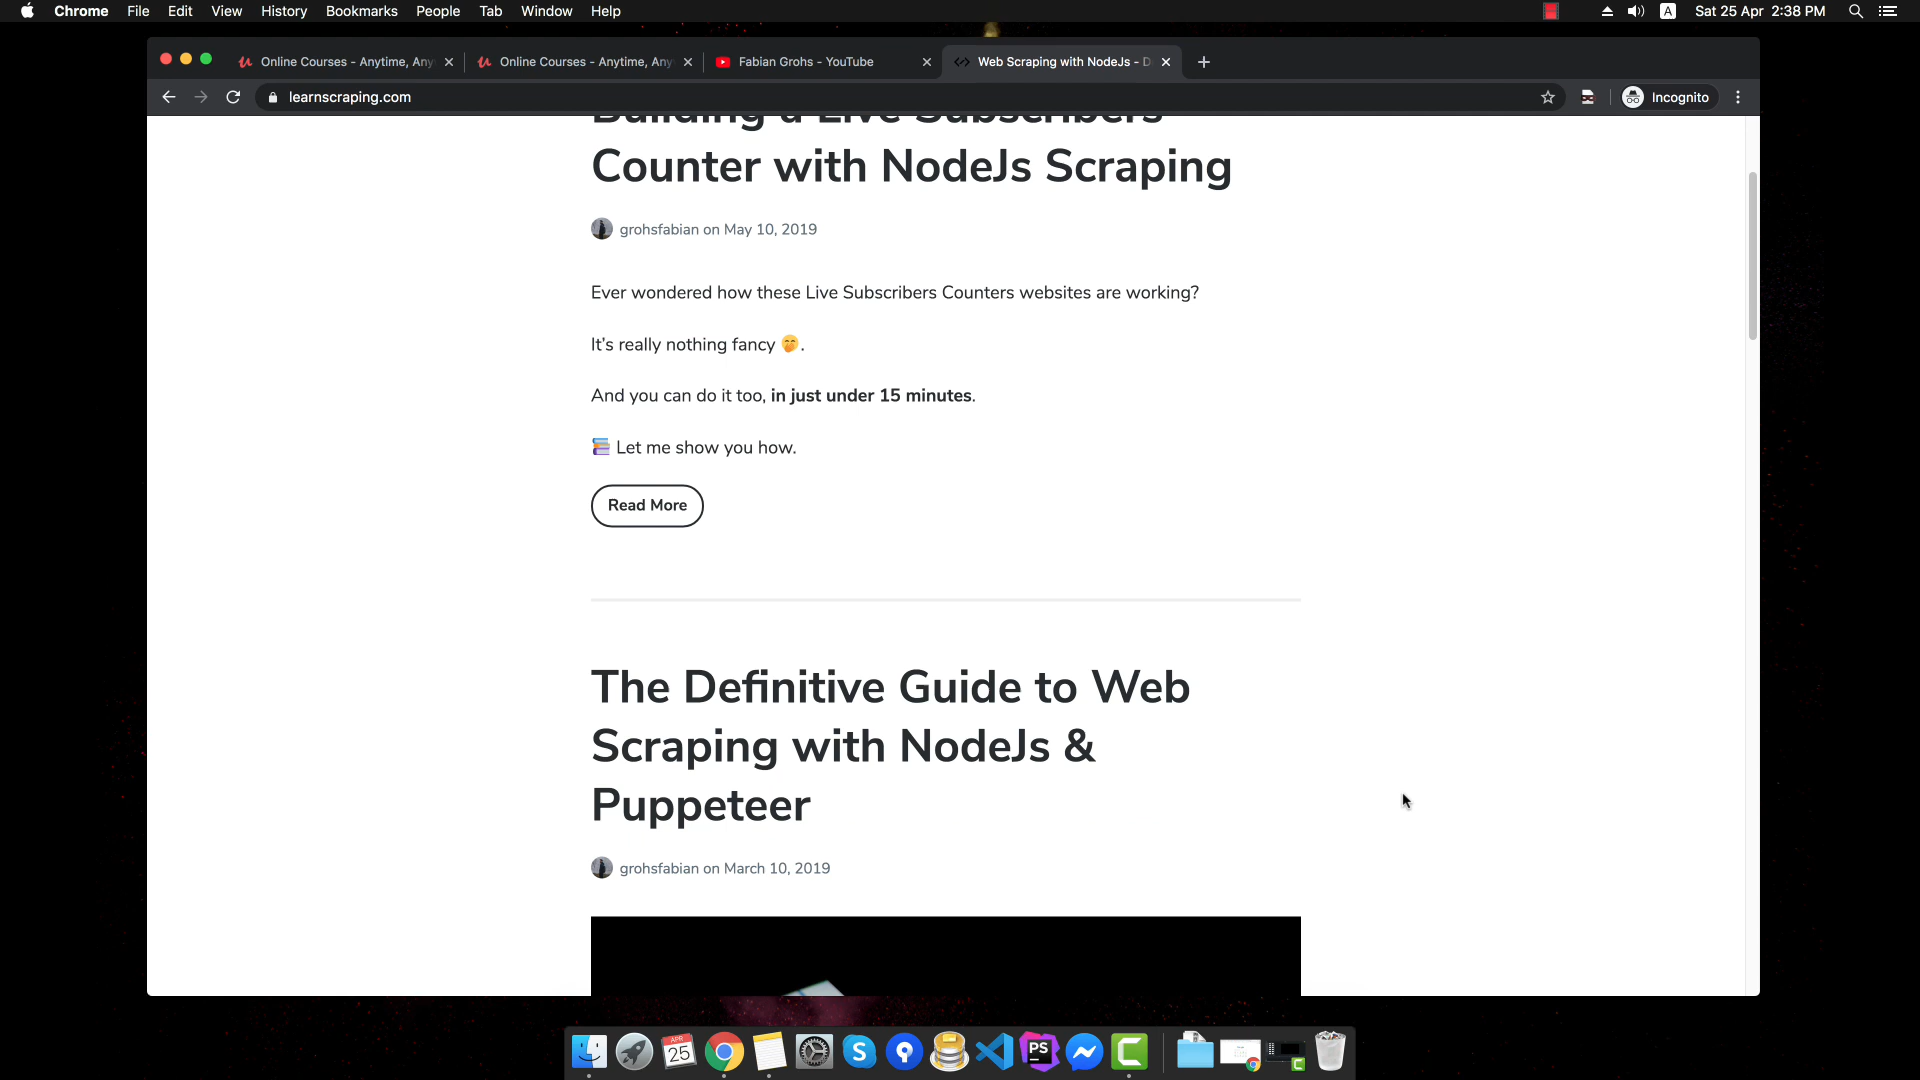 Chrome File Edit View History Bookmarks People Tab Window Help
A Sat 25 Apr 2:38 PM
Online Courses - Anytime, Any
Online Courses - Anytime, Any
Fabian Grohs - YouTube
Web Scraping with NodeJs - D
learnscraping.com
Incognito
Building a Live Subscribers
Counter with NodeJs Scraping
grohsfabian on May 10, 2019
Ever wondered how these Live Subscribers Counters websites are working?
It's really nothing fancy 🤭.
And you can do it too, in just under 15 minutes.
📚 Let me show you how.
Read More
The Definitive Guide to Web
Scraping with NodeJs &
Puppeteer
grohsfabian on March 10, 2019
APR
25
S
PS
C